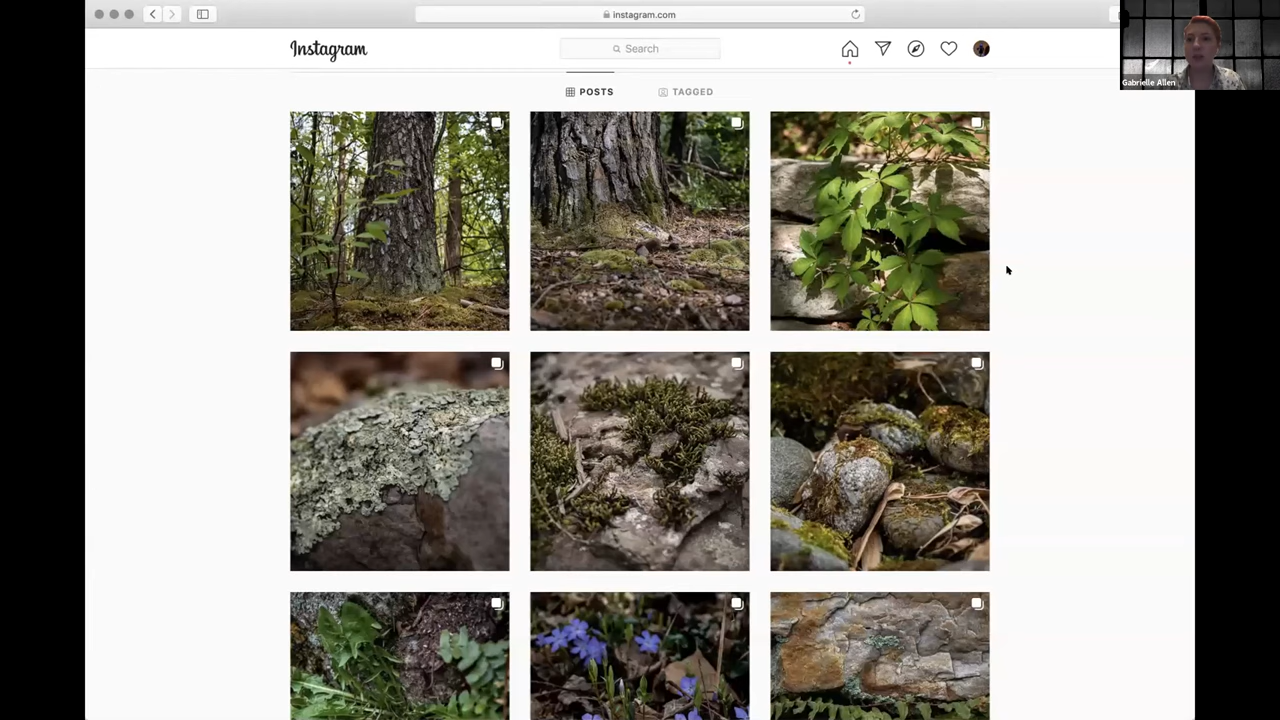 instagram.com
Instagram
Search
Gabrielle Allen
POSTS
TAGGED